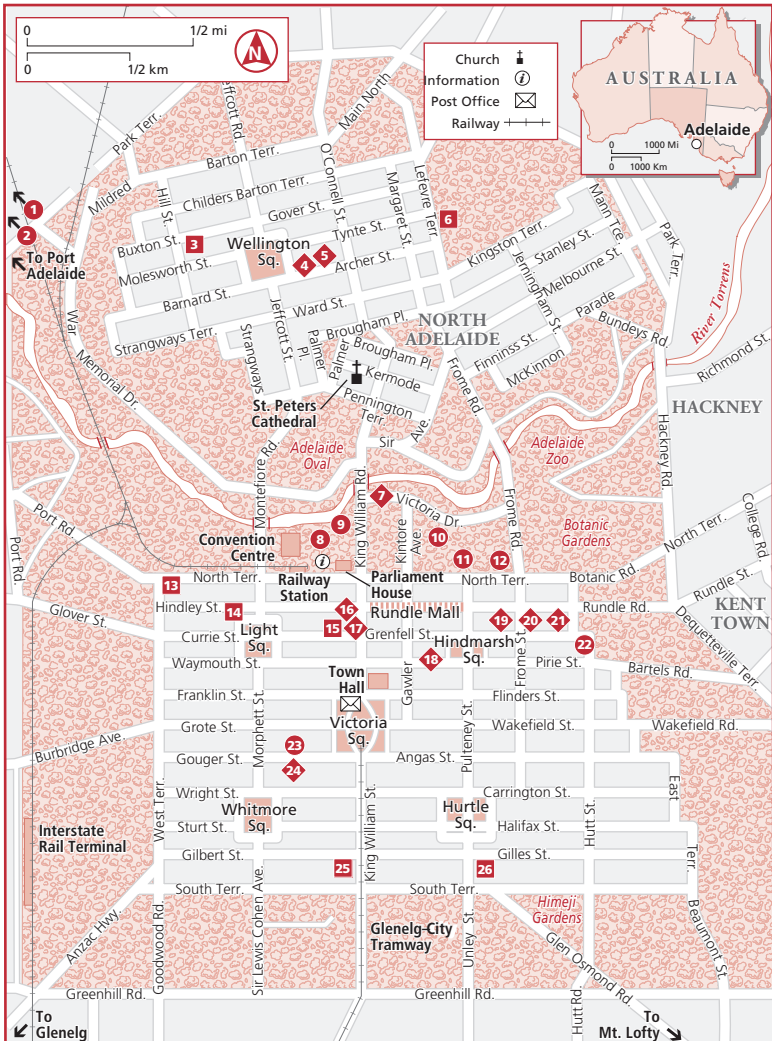 0 1/2 mi
0 1/2 km
N
Church
Information
i
Post Office
Railway
AUSTRALIA
Adelaide
0 1000 Mi
0 1000 Km
Park Terr.
Jeffcott Rd.
Main North
O'Connell St.
Barton Terr.
Mildred
Hill St.
Childers Barton Terr.
Lefevre Terr.
Margaret St.
Mann Tce.
Park Terr.
1
2
To Port
Adelaide
Gover St.
6
Buxton St.
3
Wellington
Sq.
4
5
Tynte St.
Archer St.
Kingston Terr.
Stanley St.
Molesworth St.
Melbourne St.
Jerningham St.
Barnard St.
Ward St.
Jeffcott St.
Strangways Terr.
Strangways
Palmer
Pl.
Brougham Pl.
NORTH
ADELAIDE
Parade
Bundeys Rd.
River Torrens
War
Memorial Dr.
Palmer
Brougham Pl.
Kermode
Finninss St.
McKinnon
Richmond St.
St. Peters
Cathedral
Pennington
Terr.
Frome Rd.
HACKNEY
Adelaide
Oval
Sir
Ave.
Adelaide
Zoo
Hackney Rd.
Montefiore Rd.
King William Rd.
7
Victoria Dr.
Frome Rd.
Port Rd.
Port Rd.
9
8
Convention
Centre
Kintore
Ave.
10
11
12
Botanic
Gardens
North Terr.
College Rd.
i
13
North Terr.
Railway
Station
Parliament
House
North Terr.
Botanic Rd.
Rundle St.
KENT
TOWN
Hindley St.
14
16
Rundle Mall
Rundle Rd.
Glover St.
15
17
19
20
21
Dequetteville Terr.
Currie St.
Light
Sq.
Grenfell St.
Hindmarsh
Sq.
22
Waymouth St.
18
Frome St.
Pirie St.
Bartels Rd.
Town
Hall
Gawler
Franklin St.
Flinders St.
Morphett St.
Grote St.
Victoria
Sq.
Pulteney St.
Wakefield St.
Wakefield Rd.
Burbridge Ave.
23
Gouger St.
Angas St.
24
West Terr.
Wright St.
Carrington St.
East
Terr.
Whitmore
Sq.
King William St.
Hurtle
Sq.
Hutt St.
Sturt St.
Halifax St.
Interstate
Rail Terminal
Gilbert St.
25
26
Gilles St.
South Terr.
South Terr.
Anzac Hwy.
Goodwood Rd.
Sir Lewis Cohen Ave.
Glenelg-City
Tramway
Unley St.
Himeji
Gardens
Beaumont St.
Glen Osmond Rd.
Greenhill Rd.
Greenhill Rd.
Hutt Rd.
To
Glenelg
To
Mt. Lofty